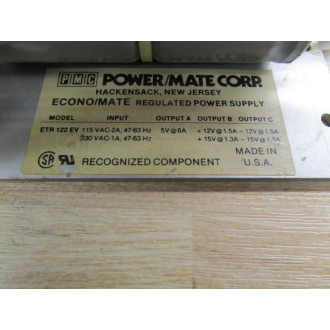 PMC POWER/MATE CORP.
HACKENSACK, NEW JERSEY
ECONO/MATE REGULATED POWER SUPPLY
MODEL INPUT OUTPUT A OUTPUT B OUTPUT C
ETR 122 EV 115 VAC-2A, 47-63 Hz 5V@6A +12V@1.5A -12V@1.5A
230 VAC-1A, 47-63 Hz +15V@1.3A -15V@1.3A
MADE IN
RECOGNIZED COMPONENT U.S.A.